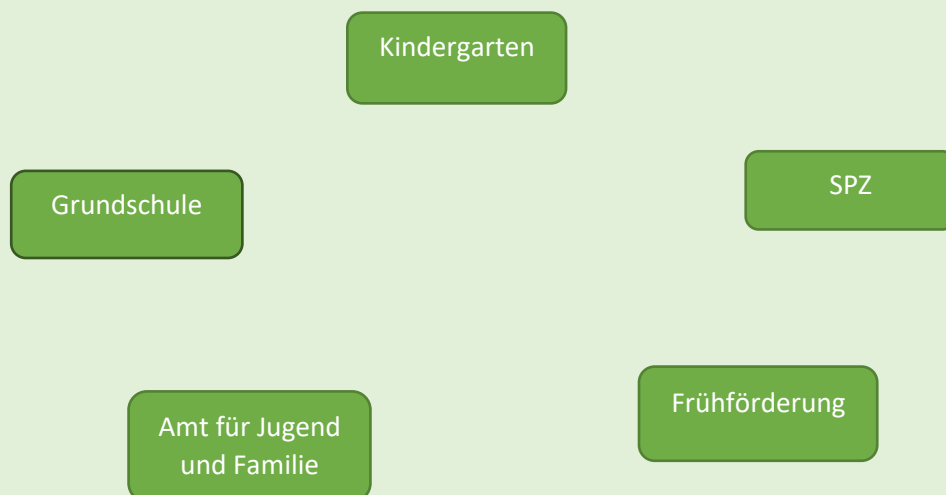 Kindergarten
SPZ
Grundschule
Frühförderung
Amt für Jugend
und Familie